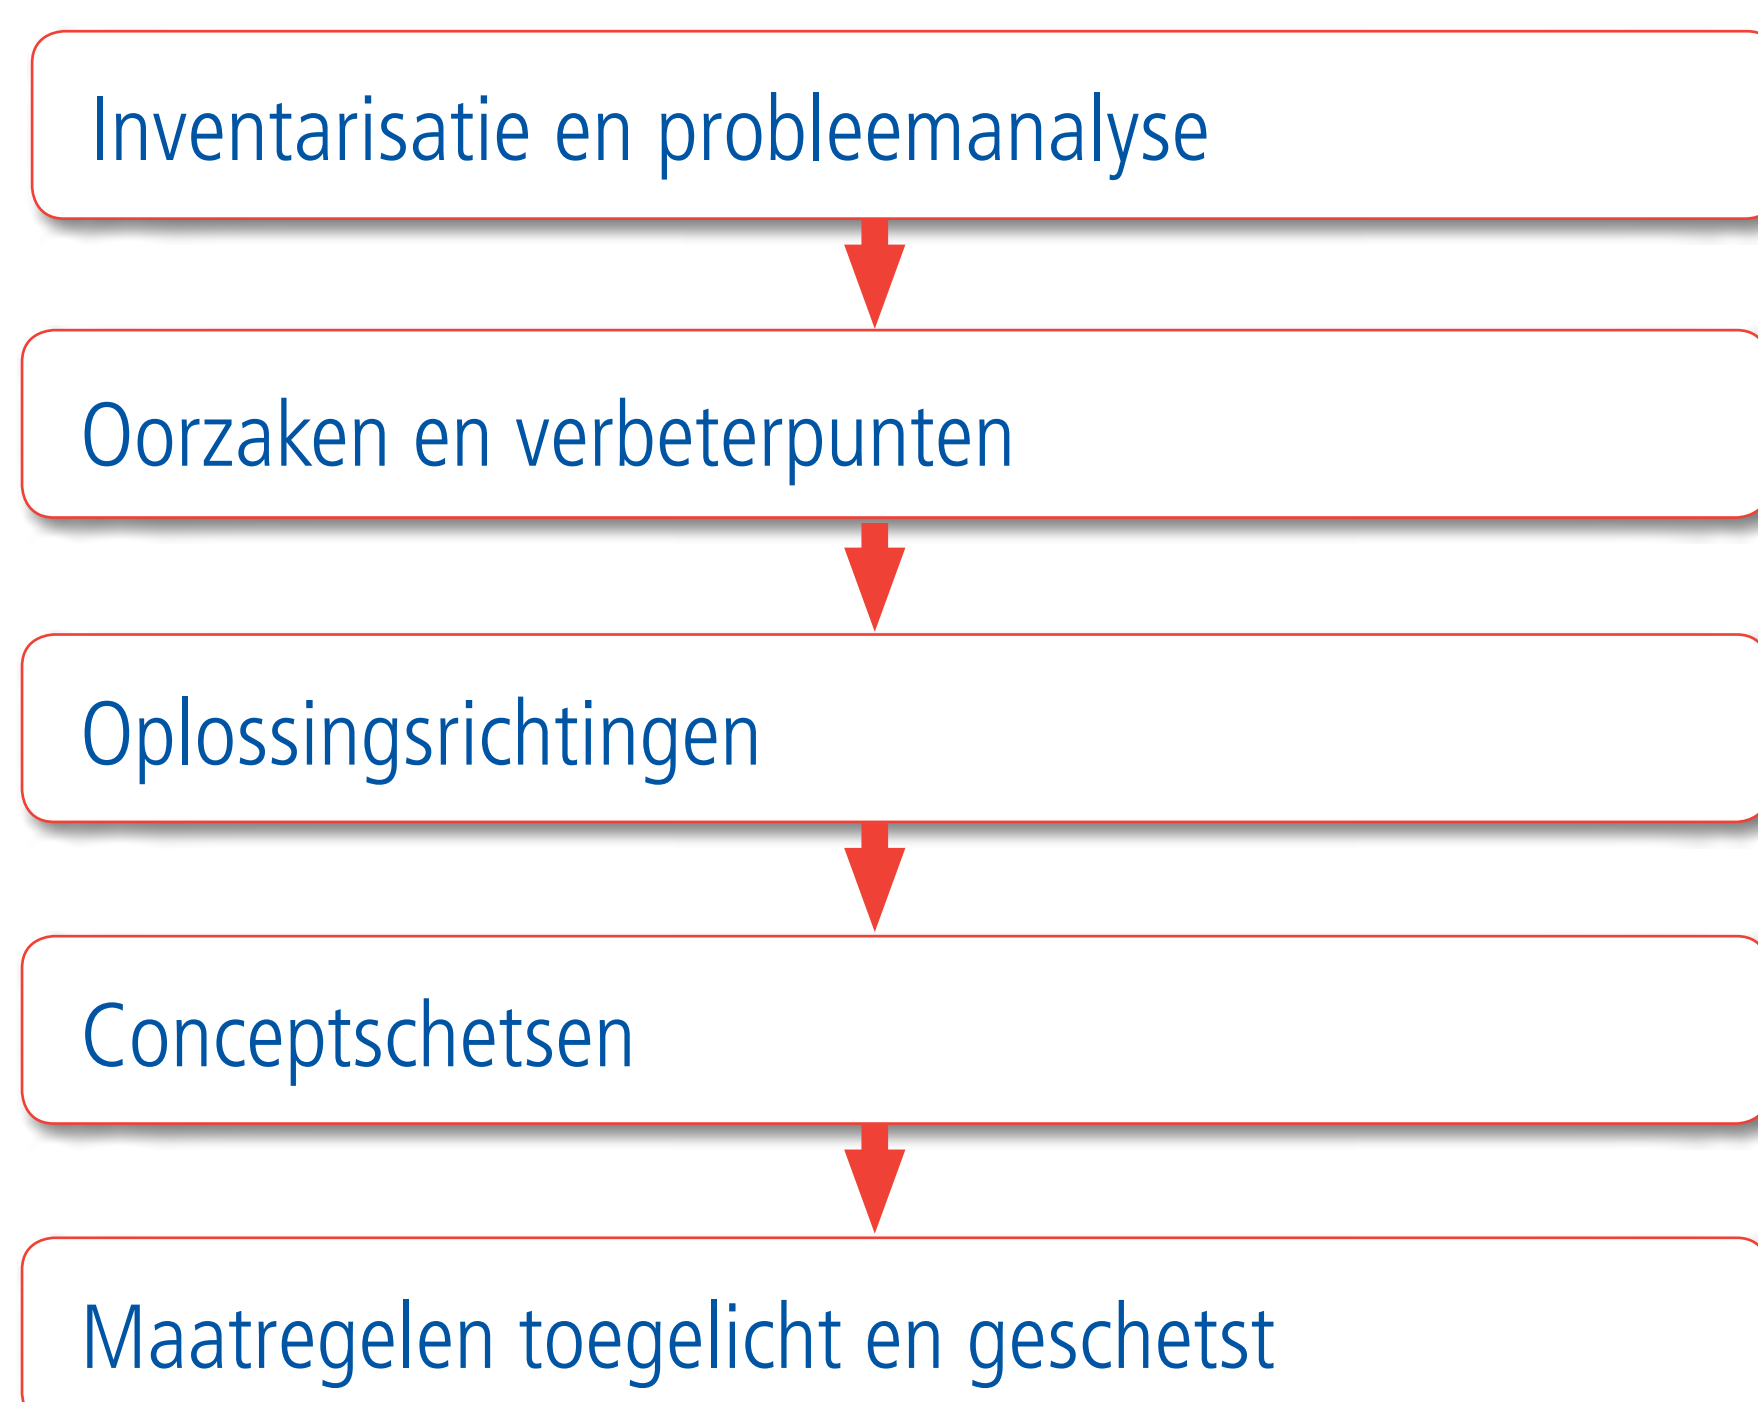 Inventarisatie en probleemanalyse
Oorzaken en verbeterpunten
Oplossingsrichtingen
Conceptschetsen
Maatregelen toegelicht en geschetst